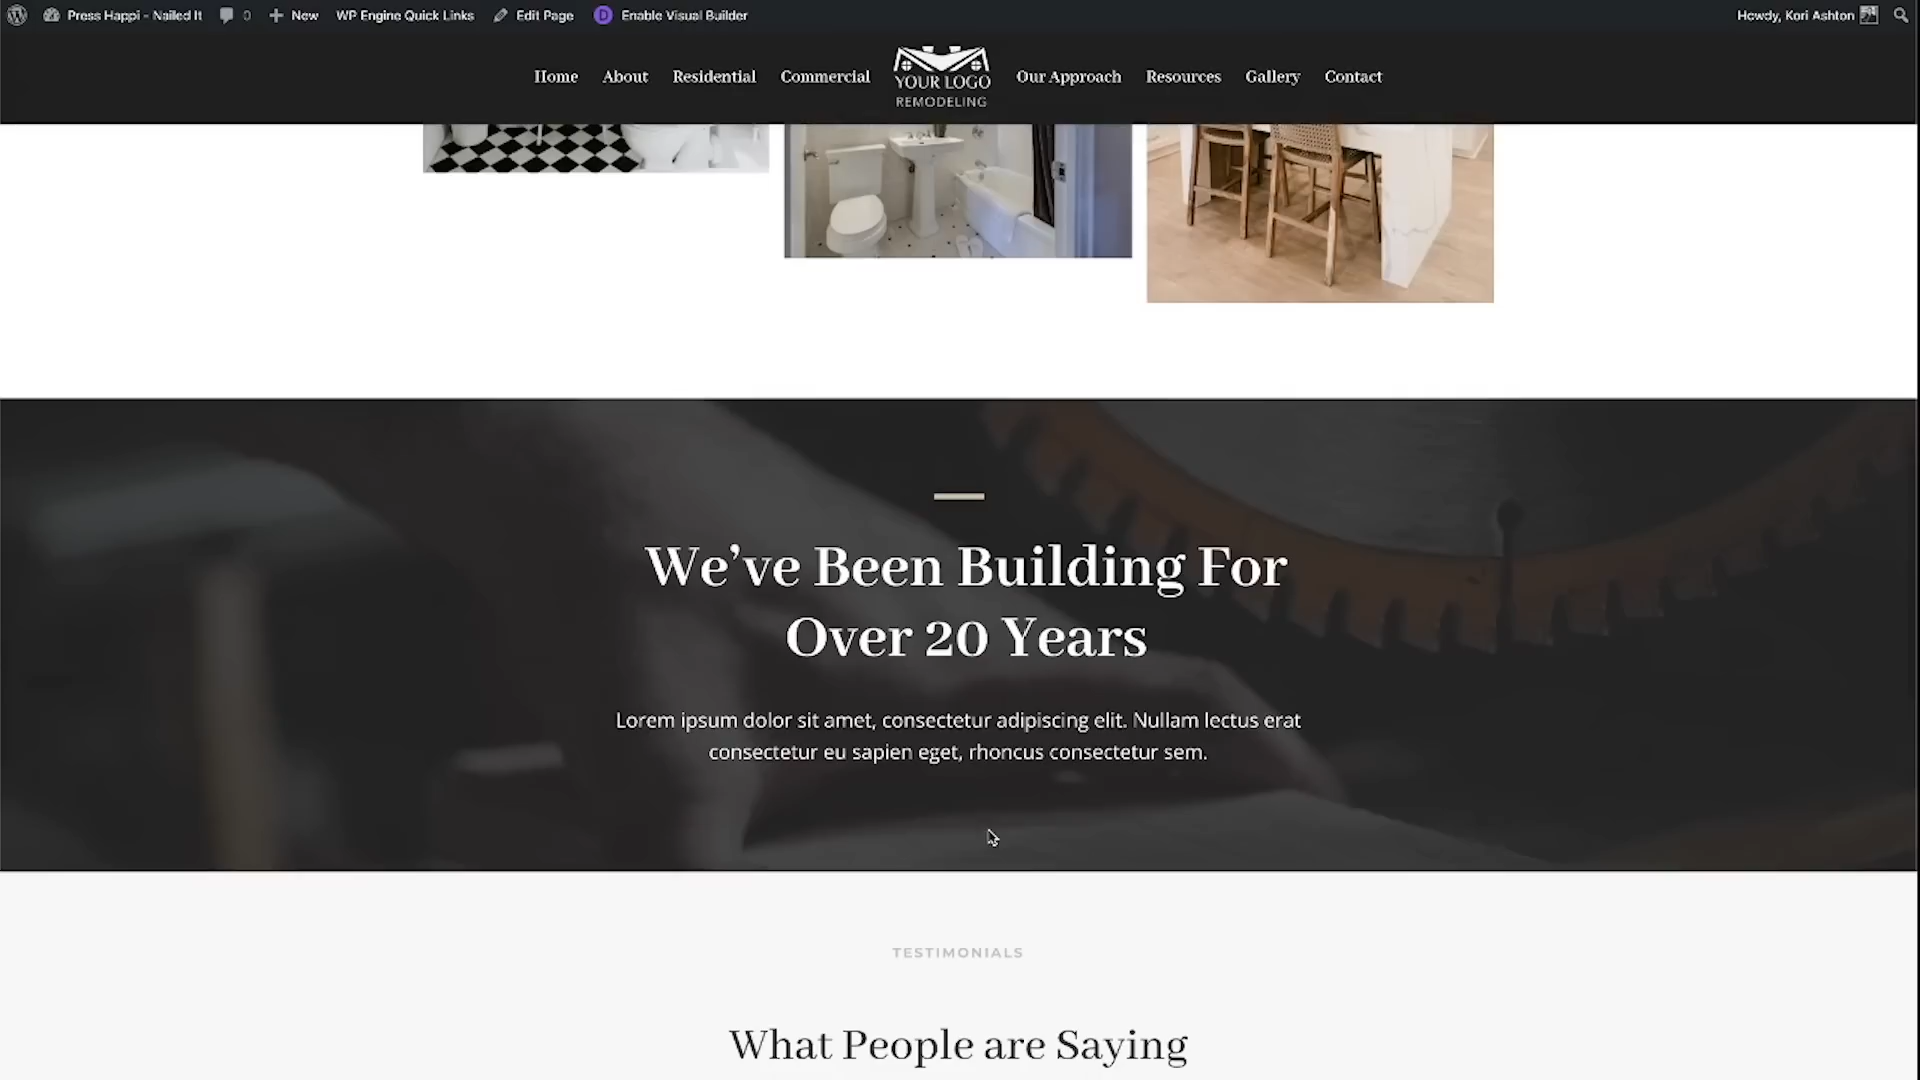 Press Happi - Nailed It 0 New WP Engine Quick Links Edit Page D Enable Visual Builder Howdy, Kori Ashton
Home About Residential Commercial YOUR LOGO REMODELING Our Approach Resources Gallery Contact
We've Been Building For
Over 20 Years
Lorem ipsum dolor sit amet, consectetur adipiscing elit. Nullam lectus erat
consectetur eu sapien eget, rhoncus consectetur sem.
TESTIMONIALS
What People are Saying